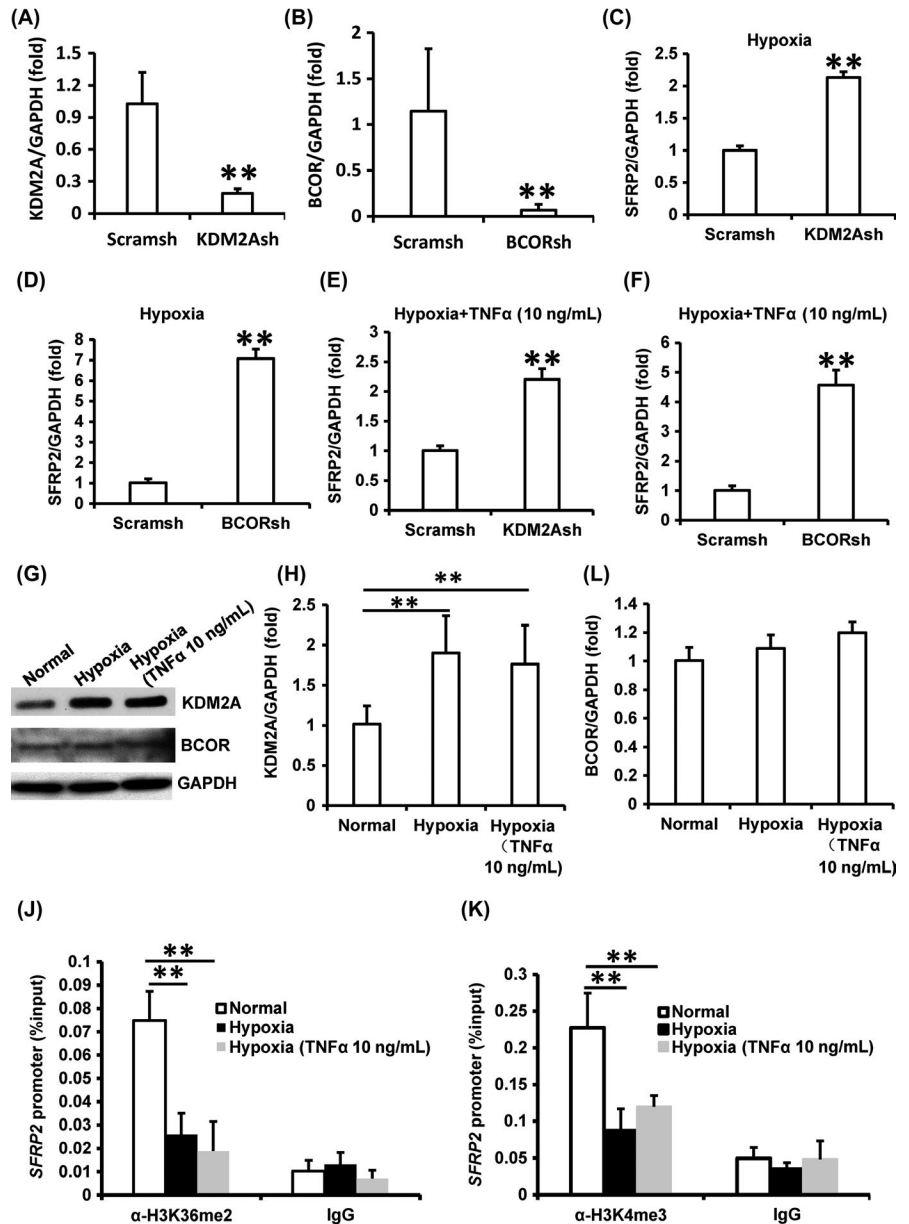 (A)
KDM2A/GAPDH (fold)
1.5
1.2
0.9
0.6
0.3
0
**
Scramsh KDM2Ash
(B)
BCOR/GAPDH (fold)
2
1.5
1
0.5
0
**
Scramsh BCORsh
(C)
Hypoxia
SFRP2/GAPDH (fold)
2.5
2
1.5
1
0.5
0
**
Scramsh KDM2Ash
(D)
Hypoxia
SFRP2/GAPDH (fold)
8
7
6
5
4
3
2
1
0
**
Scramsh BCORsh
(E)
Hypoxia+TNFα (10 ng/mL)
SFRP2/GAPDH (fold)
3
2.5
2
1.5
1
0.5
0
**
Scramsh KDM2Ash
(F)
Hypoxia+TNFα (10 ng/mL)
SFRP2/GAPDH (fold)
6
5
4
3
2
1
0
**
Scramsh BCORsh
(G)
Normal
Hypoxia
Hypoxia
(TNFα 10 ng/mL)
KDM2A
BCOR
GAPDH
(H)
KDM2A/GAPDH (fold)
2.5
2
1.5
1
0.5
0
**
**
Normal Hypoxia Hypoxia
（TNFα
10 ng/mL)
(L)
BCOR/GAPDH (fold)
1.4
1.2
1
0.8
0.6
0.4
0.2
0
Normal Hypoxia Hypoxia
（TNFα
10 ng/mL)
(J)
SFRP2 promoter (%input)
0.1
0.09
0.08
0.07
0.06
0.05
0.04
0.03
0.02
0.01
0
**
**
Normal
Hypoxia
Hypoxia (TNFα 10 ng/mL)
α-H3K36me2 IgG
(K)
SFRP2 promoter (%input)
0.3
0.25
0.2
0.15
0.1
0.05
0
**
**
Normal
Hypoxia
Hypoxia (TNFα 10 ng/mL)
α-H3K4me3 IgG